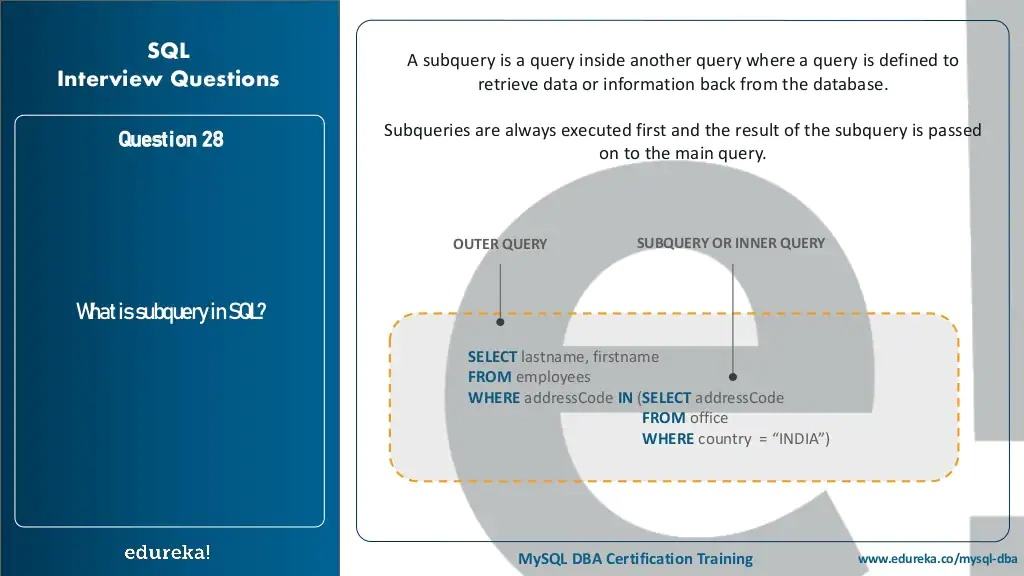 SQL
Interview Questions
Question 28
What is subquery in SQL?
edureka!
A subquery is a query inside another query where a query is defined to
retrieve data or information back from the database.
Subqueries are always executed first and the result of the subquery is passed
on to the main query.
OUTER QUERY
SUBQUERY OR INNER QUERY
SELECT lastname, firstname
FROM employees
WHERE addressCode IN (SELECT addressCode
FROM office
WHERE country = “INDIA”)
MySQL DBA Certification Training
www.edureka.co/mysql-dba